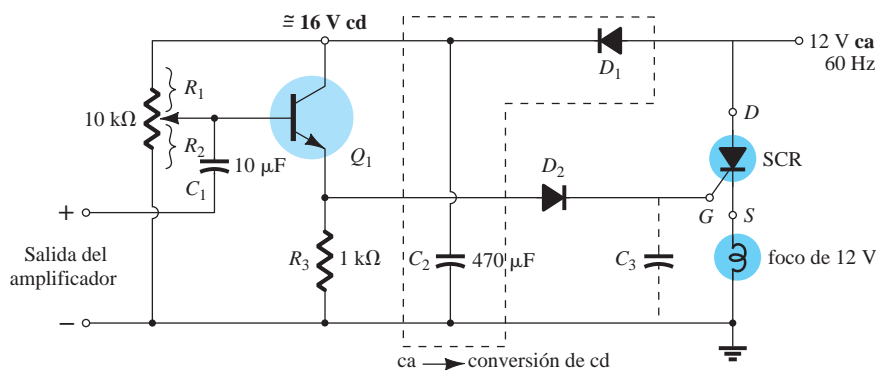 ≅ 16 V cd
12 V ca
60 Hz
D1
R1
10 kΩ
R2
10 μF
C1
Q1
D
SCR
D2
G
S
+
Salida del
amplificador
−
R3
1 kΩ
C2
470 μF
C3
foco de 12 V
ca → conversión de cd